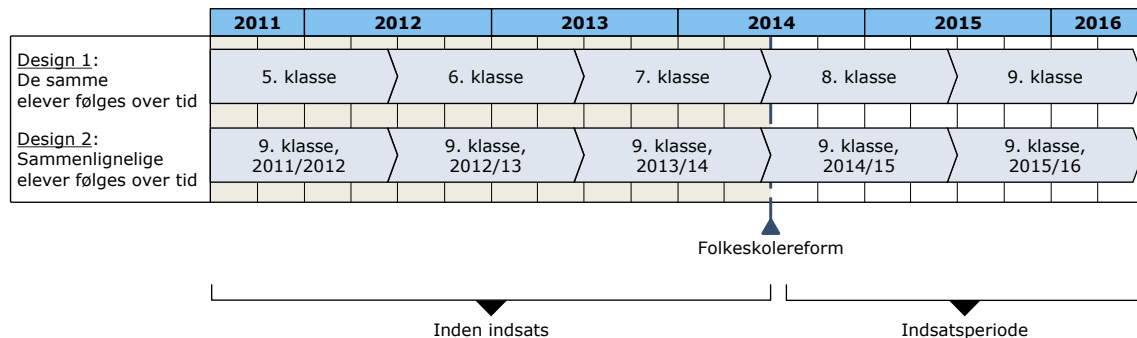 2011 2012 2013 2014 2015 2016
Design 1:
De samme
elever følges over tid
5. klasse 6. klasse 7. klasse 8. klasse 9. klasse
Design 2:
Sammenlignelige
elever følges over tid
9. klasse, 9. klasse, 9. klasse, 9. klasse, 9. klasse,
2011/2012 2012/13 2013/14 2014/15 2015/16
Folkeskolereform
Inden indsats Indsatsperiode